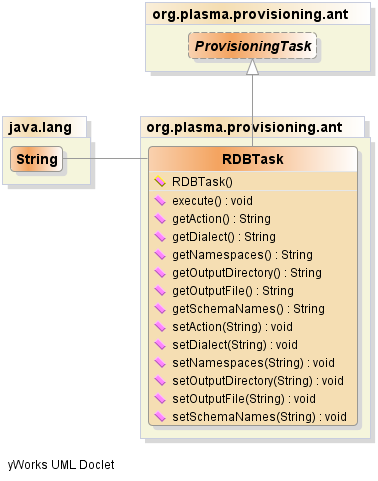 org.plasma.provisioning.ant
ProvisioningTask
java.lang
String
org.plasma.provisioning.ant
RDBTask
RDBTask()
execute() : void
getAction() : String
getDialect() : String
getNamespaces() : String
getOutputDirectory() : String
getOutputFile() : String
getSchemaNames() : String
setAction(String) : void
setDialect(String) : void
setNamespaces(String) : void
setOutputDirectory(String) : void
setOutputFile(String) : void
setSchemaNames(String) : void
yWorks UML Doclet